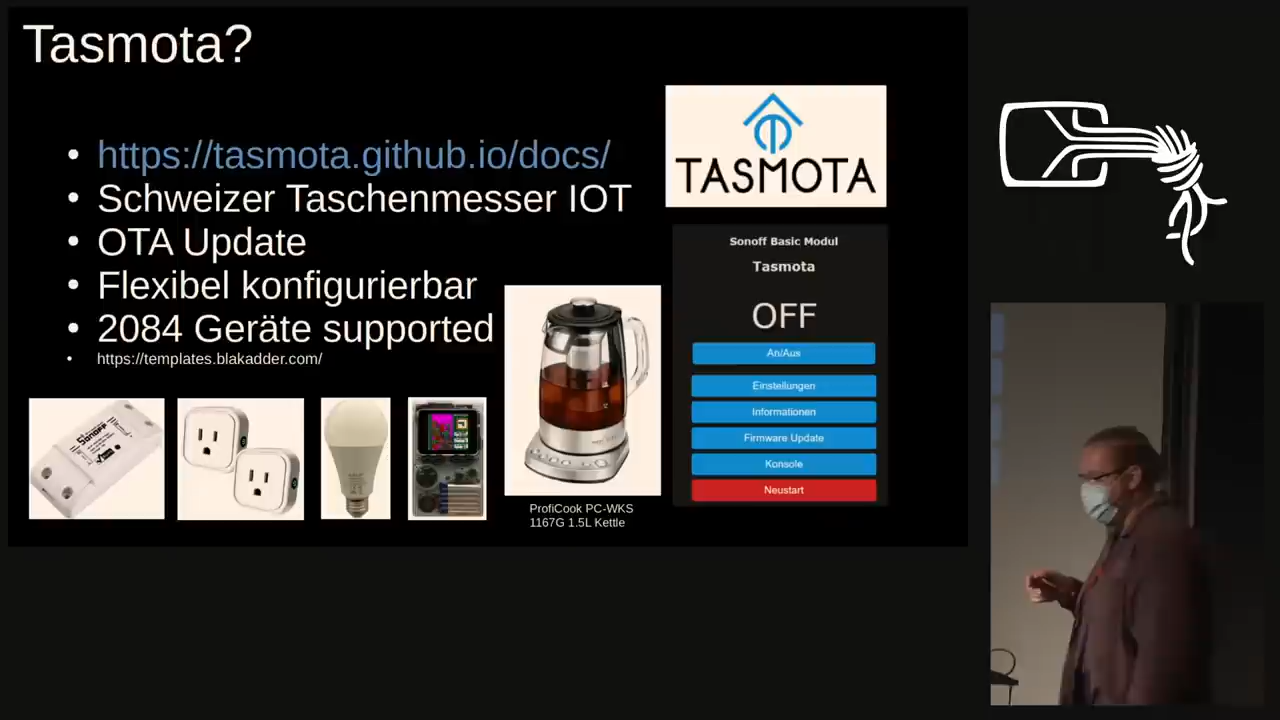 Tasmota?
https://tasmota.github.io/docs/
Schweizer Taschenmesser IOT
OTA Update
Flexibel konfigurierbar
2084 Geräte supported
https://templates.blakadder.com/
TASMOTA
Sonoff Basic Modul
Tasmota
OFF
An/Aus
Einstellungen
Informationen
Firmware Update
Konsole
Neustart
SONOFF
ProfiCook PC-WKS
1167G 1.5L Kettle